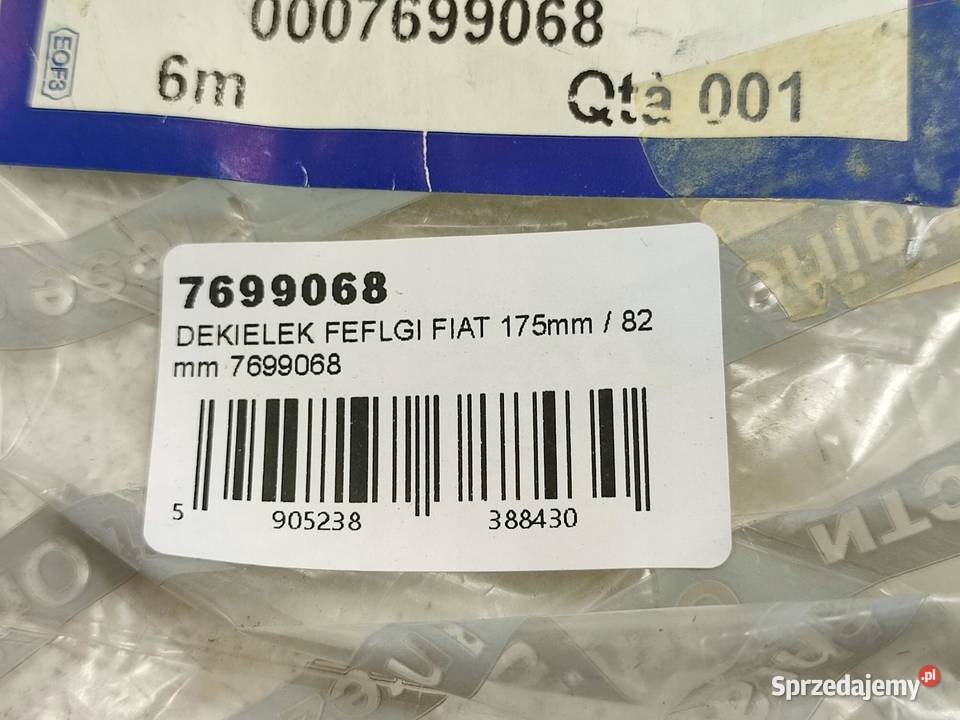 0007699068
EOF3
6m Qtà 001
7699068
DEKIELEK FEFLGI FIAT 175mm / 82
mm 7699068
5 905238 388430
Sprzedajemy.pl